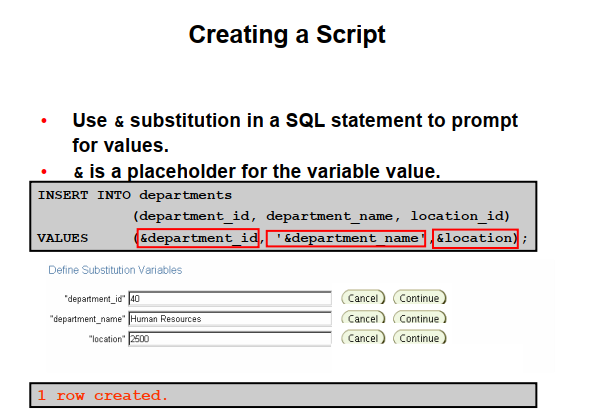 Creating a Script
• Use & substitution in a SQL statement to prompt
for values.
• & is a placeholder for the variable value.
INSERT INTO departments
(department_id, department_name, location_id)
VALUES (&department_id, '&department_name',&location);
Define Substitution Variables
"department_id" 40 Cancel Continue
"department_name" Human Resources Cancel Continue
"location" 2500 Cancel Continue
1 row created.